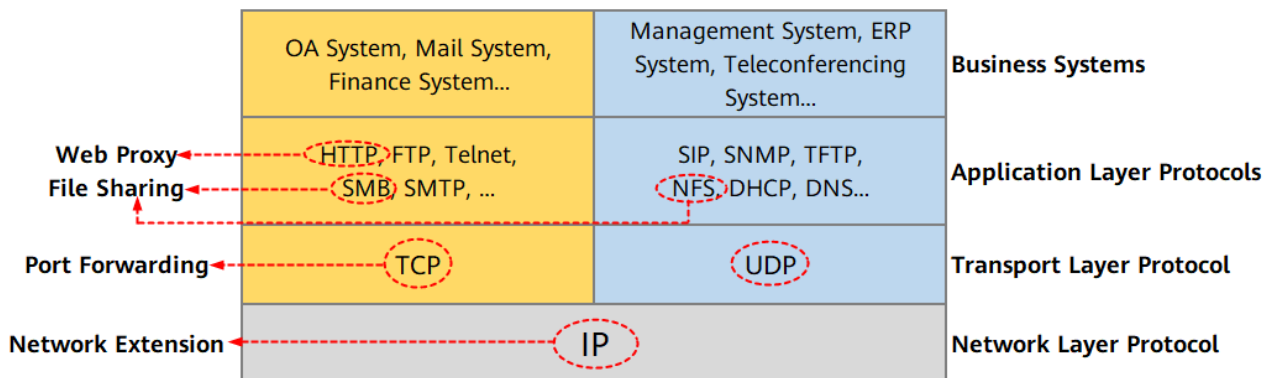 OA System, Mail System,
Finance System...
Management System, ERP
System, Teleconferencing
System...
Business Systems
Web Proxy
File Sharing
HTTP, FTP, Telnet,
SMB, SMTP, ...
SIP, SNMP, TFTP,
NFS, DHCP, DNS...
Application Layer Protocols
Port Forwarding
TCP
UDP
Transport Layer Protocol
Network Extension
IP
Network Layer Protocol